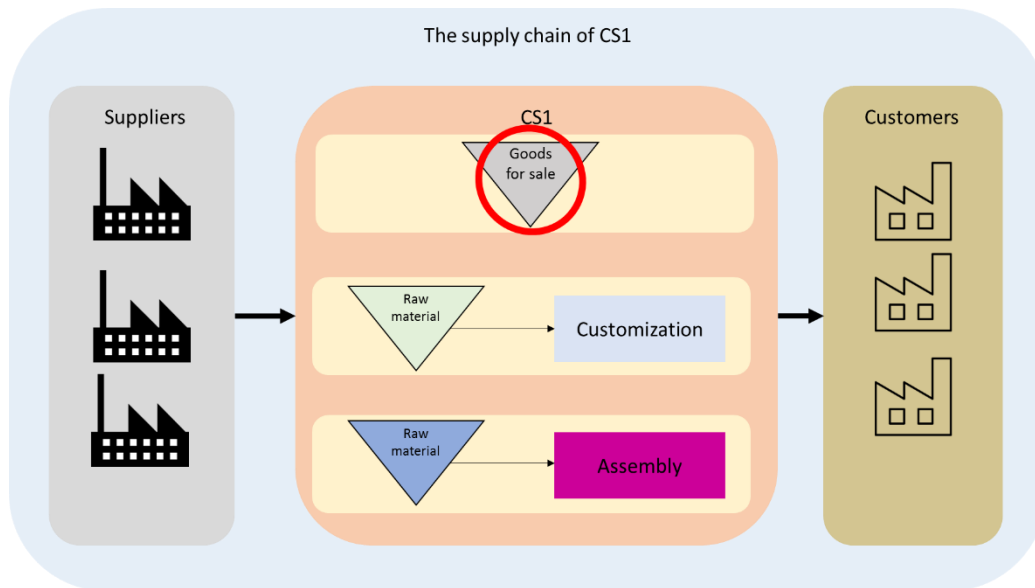 The supply chain of CS1
Suppliers
CS1
Customers
Goods
for sale
Raw
material
Customization
Raw
material
Assembly